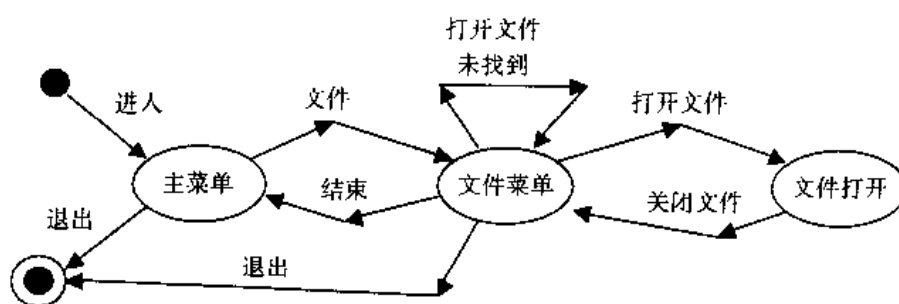 打开文件
未找到
进人
文件
打开文件
主菜单
结束
文件菜单
关闭文件
文件打开
退出
退出